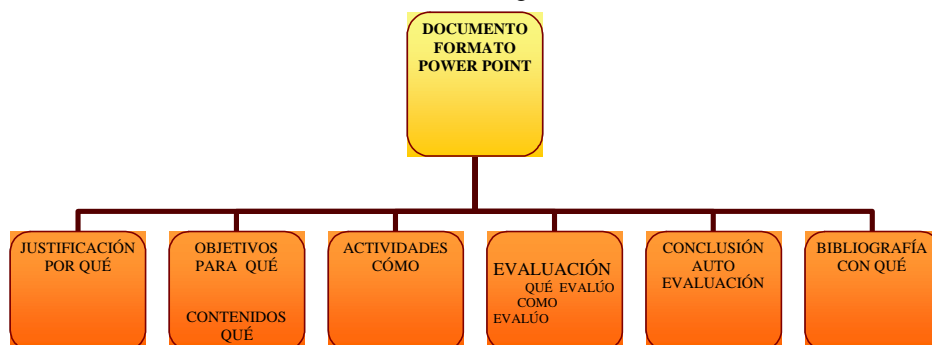 DOCUMENTO
FORMATO
POWER POINT
JUSTIFICACIÓN
POR QUÉ
OBJETIVOS
PARA QUÉ
CONTENIDOS
QUÉ
ACTIVIDADES
CÓMO
EVALUACIÓN
QUÉ EVALÚO
COMO
EVALÚO
CONCLUSIÓN
AUTO
EVALUACIÓN
BIBLIOGRAFÍA
CON QUÉ